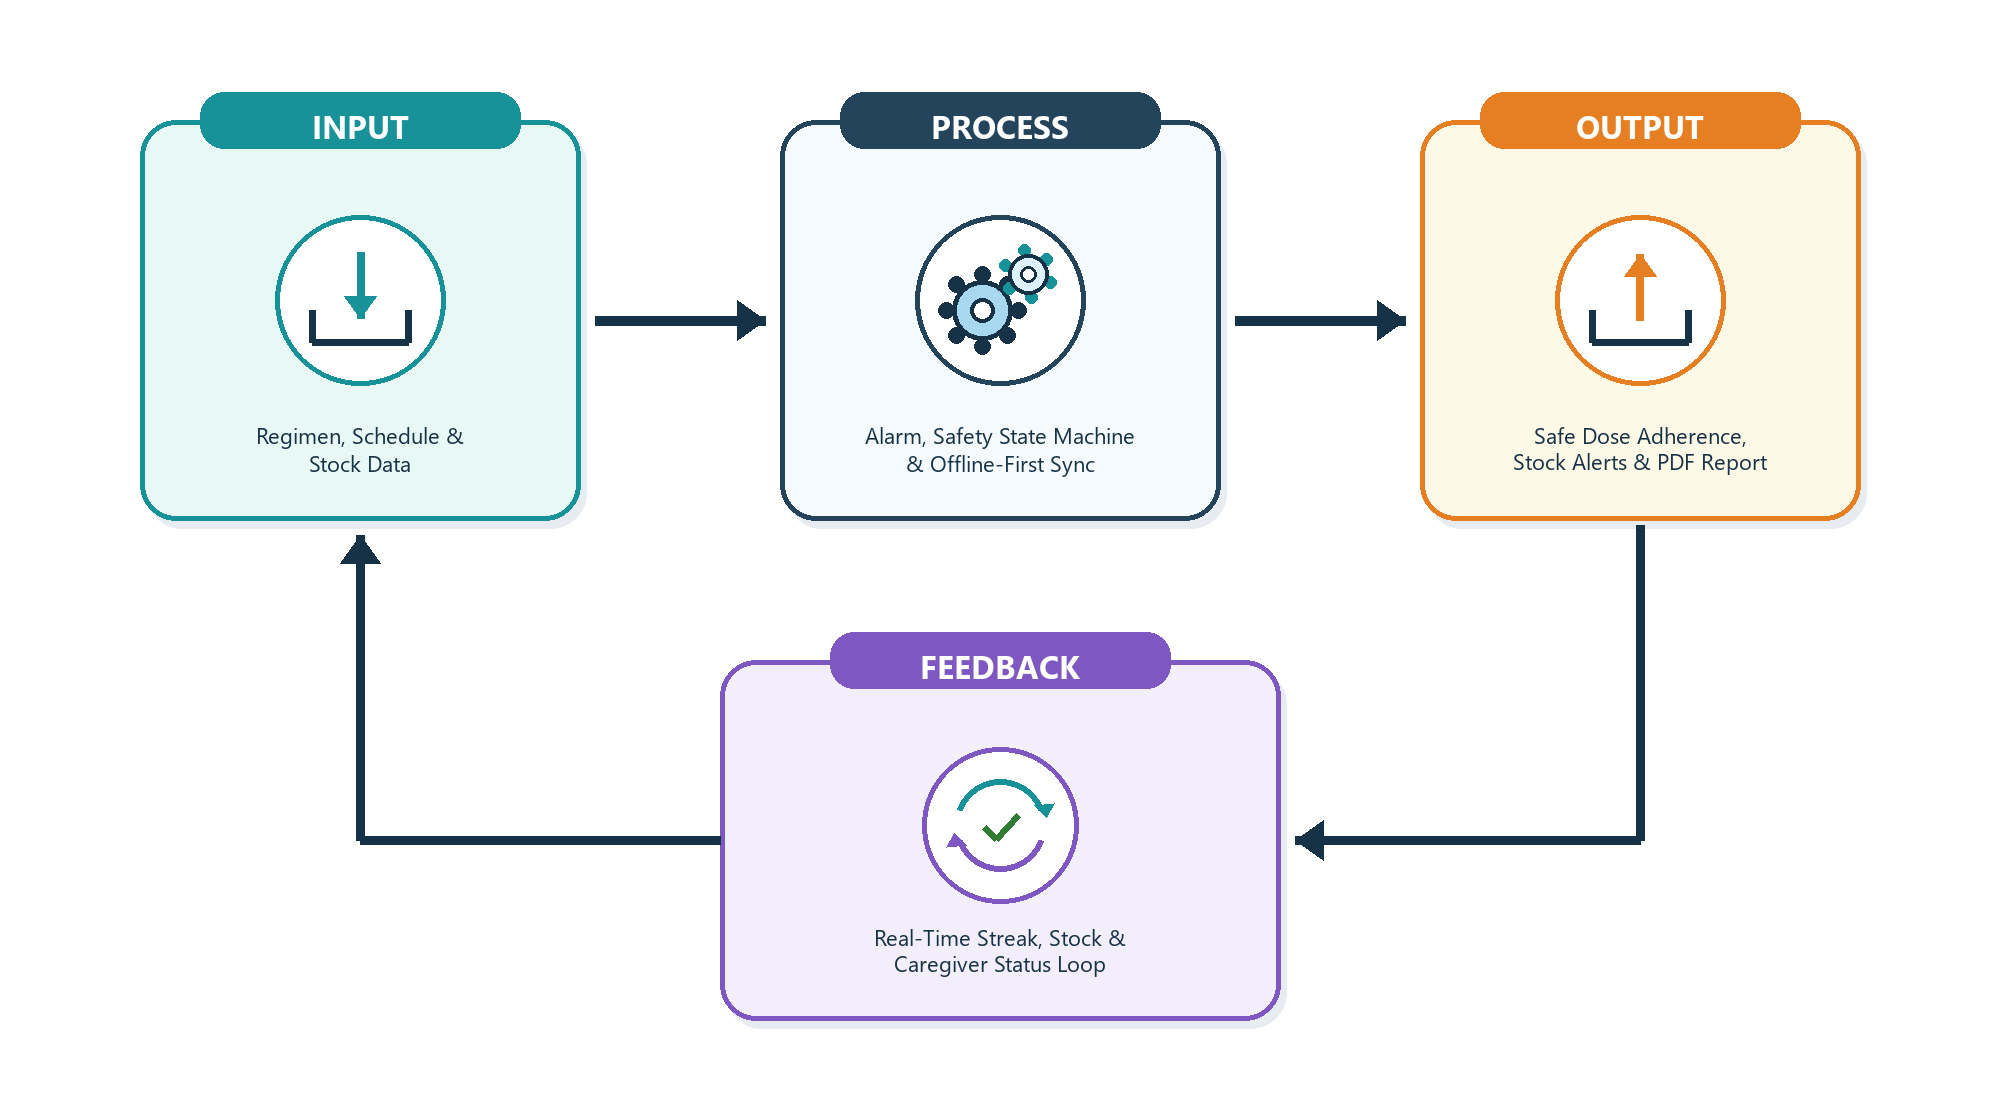 INPUT
Regimen, Schedule &
Stock Data
PROCESS
Alarm, Safety State Machine
& Offline-First Sync
OUTPUT
Safe Dose Adherence,
Stock Alerts & PDF Report
FEEDBACK
Real-Time Streak, Stock &
Caregiver Status Loop